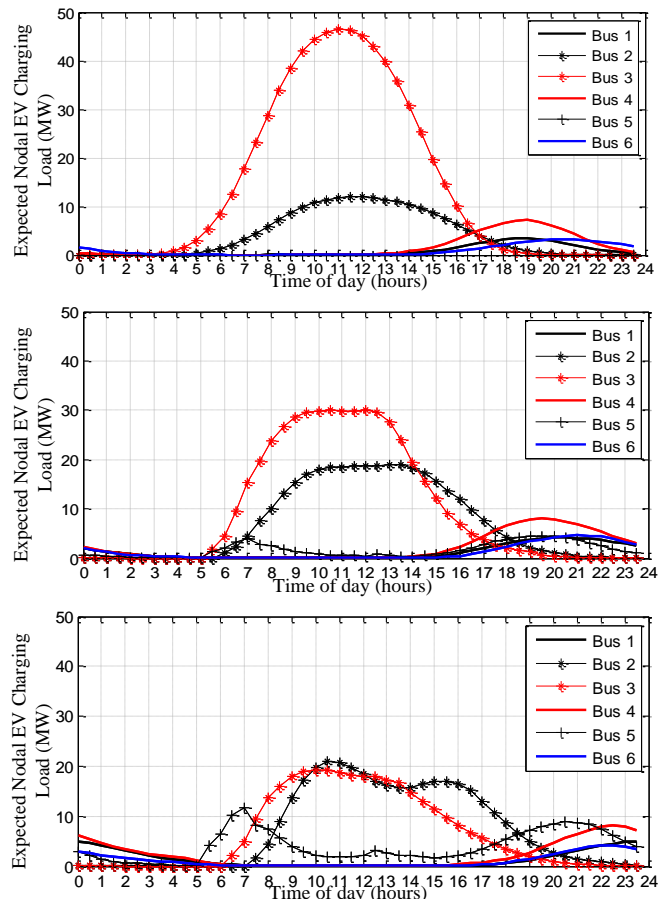 Expected Nodal EV Charging
Load (MW)
50
40
30
20
10
0
Bus 1
Bus 2
Bus 3
Bus 4
Bus 5
Bus 6
0 1 2 3 4 5 6 7 8 9 10 11 12 13 14 15 16 17 18 19 20 21 22 23 24
Time of day (hours)
Expected Nodal EV Charging
Load (MW)
50
40
30
20
10
0
Bus 1
Bus 2
Bus 3
Bus 4
Bus 5
Bus 6
0 1 2 3 4 5 6 7 8 9 10 11 12 13 14 15 16 17 18 19 20 21 22 23 24
Time of day (hours)
Expected Nodal EV Charging
Load (MW)
50
40
30
20
10
0
Bus 1
Bus 2
Bus 3
Bus 4
Bus 5
Bus 6
0 1 2 3 4 5 6 7 8 9 10 11 12 13 14 15 16 17 18 19 20 21 22 23 24
Time of day (hours)